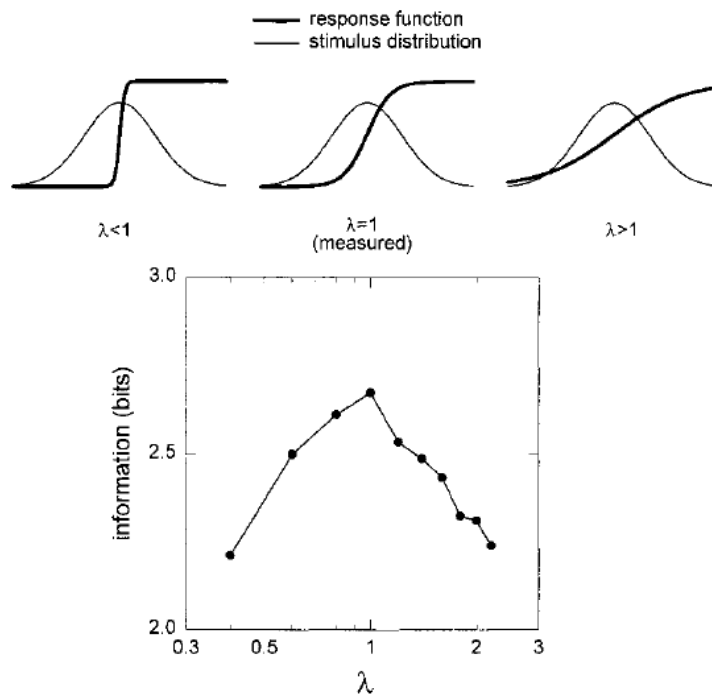 response function
stimulus distribution
λ<1
λ=1
(measured)
λ>1
3.0
2.5
2.0
information (bits)
0.3
0.5
1
2
3
λ